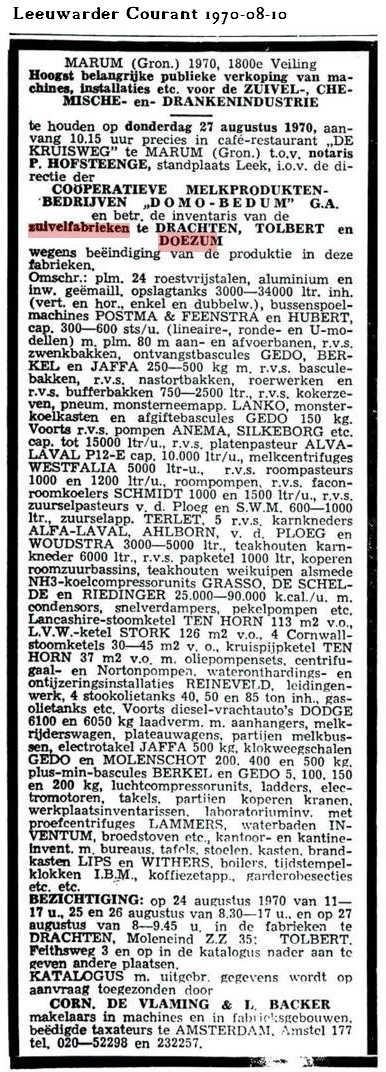 Leeuwarder Courant 1970-08-10
MARUM (Gron.) 1970, 1800e Veiling
Hoogst belangrijke publieke verkoping van ma-
chines, installaties etc. voor de ZUIVEL-, CHE-
MISCHE- en- DRANKENINDUSTRIE
te houden op donderdag 27 augustus 1970, aan-
vang 10.15 uur precies in café-restaurant „DE
KRUISWEG” te MARUM (Gron.) t.o.v. notaris
P. HOFSTEENGE, standplaats Leek, i.o.v. de di-
rectie der
COÖPERATIEVE MELKPRODUKTEN-
BEDRIJVEN „DOMO-BEDUM” G.A.
en betr. de inventaris van de
zuivelfabrieken te DRACHTEN, TOLBERT en
DOEZUM
wegens beëindiging van de produktie in deze
fabrieken.
Omschr.: plm. 24 roestvrijstalen, aluminium en
inw. geëmaill. opslagtanks 3000—34000 ltr. inh.
(vert. en hor., enkel en dubbelw.), bussenspoel-
machines POSTMA & FEENSTRA en HUBERT,
cap. 300—600 sts/u. (lineaire-, ronde- en U-mo-
dellen) m. plm. 80 m aan- en afvoerbanen, r.v.s.
zwenkbakken, ontvangstbascules GEDO, BER-
KEL en JAFFA 250—500 kg m. r.v.s. bascule-
bakken, r.v.s. nastortbakken, roerwerken en
r.v.s. bufferbakken 750—2500 ltr., r.v.s. kokerze-
ven, pneum. monsterneemapp. LANKO, monster-
koelkasten en afgiftebascules GEDO 150 kg.
Voorts r.v.s. pompen ANEMA, SILKEBORG etc.
cap. tot 15000 ltr/u., r.v.s. platenpasteur ALVA-
LAVAL P12-E cap. 10.000 ltr/u., melkcentrifuges
WESTFALIA 5000 ltr-u., r.v.s. roompasteurs
1000 en 1200 ltr/u., roompompen, r.v.s. facon-
roomkoelers SCHMIDT 1000 en 1500 ltr/u., r.v.s.
zuurselpasteurs v. d. Ploeg en S.W.M. 600—1000
ltr., zuurselapp. TERLET, 5 r.v.s. karnkneders
ALFA-LAVAL, AHLBORN, v. d. PLOEG en
WOUDSTRA 3000—5000 ltr., teakhouten karn-
kneder 6000 ltr., r.v.s. papketel 1000 ltr, koperen
roomzuurbassins, teakhouten weikuipen alsmede
NH3-koelcompressorunits GRASSO, DE SCHEL-
DE en RIEDINGER 25.000—90.000 k.cal./u. m.
condensors, snelverdampers, pekelpompen etc.
Lancashire-stoomketel TEN HORN 113 m2 v.o.,
L.V.W.-ketel STORK 126 m2 v.o., 4 Cornwall-
stoomketels 30—45 m2 v. o., kruispijpketel TEN
HORN 37 m2 v.o. m. oliepompensets, centrifu-
gaal- en Nortonpompen, wateronthardings- en
ontijzeringsinstallaties REINEVELD, leidingen-
werk, 4 stookolietanks 40, 50 en 85 ton inh., gas-
olietanks etc. Voorts diesel-vrachtauto's DODGE
6100 en 6050 kg laadverm. m. aanhangers, melk-
rijderswagen, plateauwagens, partijen melkbus-
sen, electrotakel JAFFA 500 kg, klokweegschalen
GEDO en MOLENSCHOT 200, 400 en 500 kg,
plus-min-bascules BERKEL en GEDO 5, 100, 150
en 200 kg, luchtcompressorunits, ladders, elec-
tromotoren, takels, partijen koperen kranen,
werkplaatsinventarissen, laboratoriuminv. met
proefcentrifuges LAMMERS, waterbaden IN-
VENTUM, broedstoven etc., kantoor- en kantine-
invent. m. bureaus, tafels, stoelen, kasten, brand-
kasten LIPS en WITHERS, boilers, tijdstempel-
klokken I.B.M., koffiezetapp., garderobesecties
etc. etc.
BEZICHTIGING: op 24 augustus 1970 van 11—
17 u., 25 en 26 augustus van 8.30—17 u., en op 27
augustus van 8—9.45 u. in de fabrieken te
DRACHTEN, Moleneind Z.Z 35; TOLBERT,
Feithsweg 3 en op in de katalogus nader aan te
geven andere plaatsen.
KATALOGUS m. uitgebr. gegevens wordt op
aanvraag toegezonden door
CORN. DE VLAMING & L. BACKER
makelaars in machines en in fabrieksgebouwen,
beëdigde taxateurs te AMSTERDAM, Amstel 177
tel. 020—52298 en 232257.